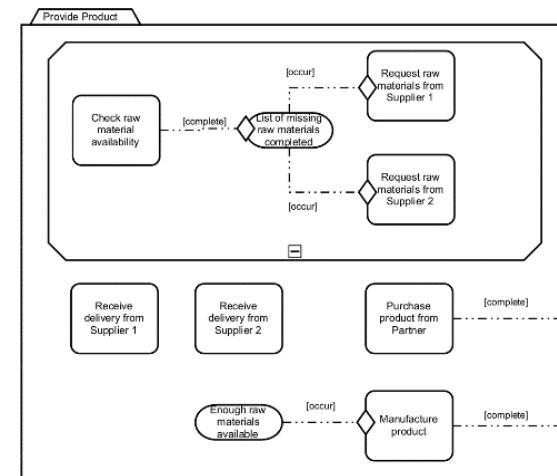 Provide Product
[occur]
Request raw
materials from
Supplier 1
Check raw
material
availability
[complete]
List of missing
raw materials
completed
Request raw
materials from
Supplier 2
[occur]
Receive
delivery from
Supplier 1
Receive
delivery from
Supplier 2
Purchase
product from
Partner
[complete]
Enough raw
materials
available
[occur]
Manufacture
product
[complete]